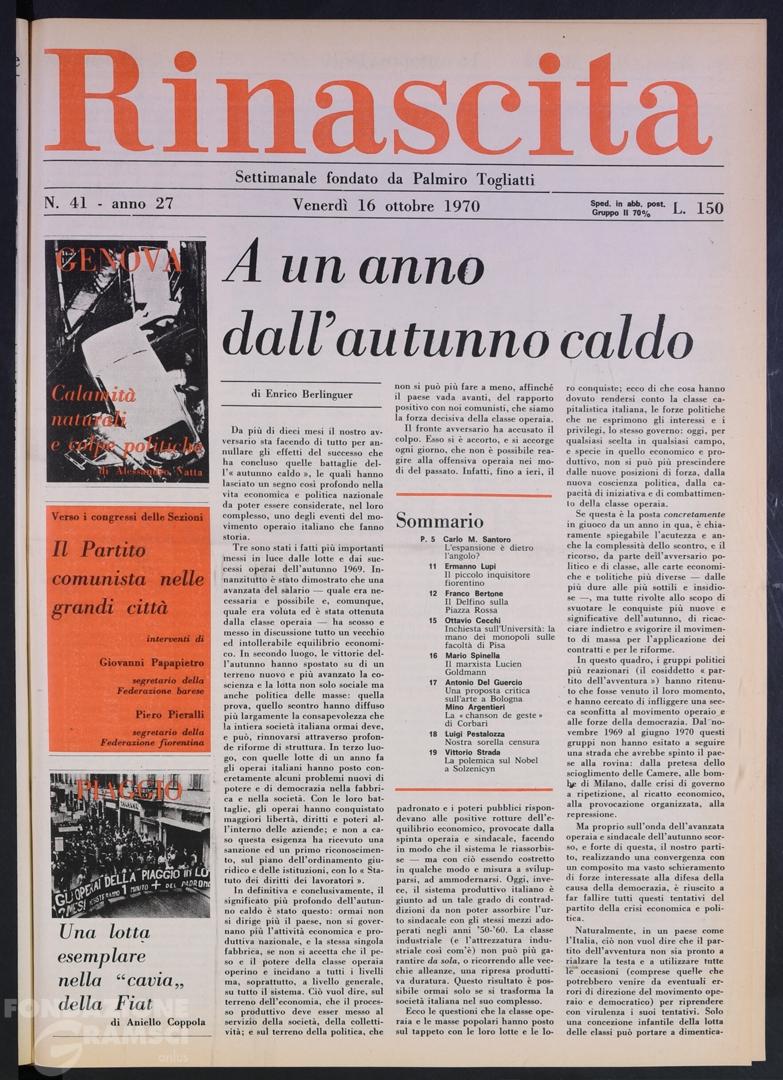 Rinascita
Settimanale fondato da Palmiro Togliatti
N. 41 - anno 27
Venerdì 16 ottobre 1970
Sped. in abb. post.
Gruppo II 70%
L. 150
GENOVA
Calamità
naturali
e colpe politiche
di Alessandro Natta
Verso i congressi delle Sezioni
Il Partito
comunista nelle
grandi città
interventi di
Giovanni Papapietro
segretario della
Federazione barese
Piero Pieralli
segretario della
Federazione fiorentina
PIAGGIO
GLI OPERAI DELLA PIAGGIO IN LO
MESI 1 MINUTO + DEL PADRONE
Una lotta
esemplare
nella “cavia„
della Fiat
di Aniello Coppola
A un anno
dall'autunno caldo
di Enrico Berlinguer
Da più di dieci mesi il nostro av-
versario sta facendo di tutto per an-
nullare gli effetti del successo che
ha concluso quelle battaglie del-
l'« autunno caldo », le quali hanno
lasciato un segno così profondo nella
vita economica e politica nazionale
da poter essere considerate, nel loro
complesso, uno degli eventi del mo-
vimento operaio italiano che fanno
storia.
Tre sono stati i fatti più importanti
messi in luce dalle lotte e dai suc-
cessi operai dell'autunno 1969. In-
nanzitutto è stato dimostrato che una
avanzata del salario — quale era ne-
cessaria e possibile e, comunque,
quale era voluta ed è stata ottenuta
dalla classe operaia — ha scosso e
messo in discussione tutto un vecchio
ed intollerabile equilibrio economi-
co. In secondo luogo, le vittorie del-
l'autunno hanno spostato su di un
terreno nuovo e più avanzato la co-
scienza e la lotta non solo sociale ma
anche politica delle masse: quella
prova, quello scontro hanno diffuso
più largamente la consapevolezza che
la intiera società italiana ormai deve,
e può, rinnovarsi attraverso profon-
de riforme di struttura. In terzo luo-
go, con quelle lotte di un anno fa
gli operai italiani hanno posto con-
cretamente alcuni problemi nuovi di
potere e di democrazia nella fabbri-
ca e nella società. Con le loro bat-
taglie, gli operai hanno conquistato
maggiori libertà, diritti e poteri al-
l'interno delle aziende; e non a ca-
so questa esigenza ha ricevuto una
sanzione ed un primo riconoscimen-
to, sul piano dell'ordinamento giu-
ridico e delle istituzioni, con lo « Sta-
tuto dei diritti dei lavoratori ».
In definitiva e conclusivamente, il
significato più profondo dell'autun-
no caldo è stato questo: ormai non
si dirige più il paese, non si gover-
nano più l'attività economica e pro-
duttiva nazionale, e la stessa singola
fabbrica, se non si accetta che il pe-
so e il potere della classe operaia
operino e incidano a tutti i livelli
ma, soprattutto, a livello generale,
su tutto il sistema. Ciò vuol dire, sul
terreno dell'economia, che il proces-
so produttivo deve esser messo al
servizio della società, della colletti-
vità; e sul terreno della politica, che
non si può più fare a meno, affinché
il paese vada avanti, del rapporto
positivo con noi comunisti, che siamo
la forza decisiva della classe operaia.
Il fronte avversario ha accusato il
colpo. Esso si è accorto, e si accorge
ogni giorno, che non è possibile rea-
gire alla offensiva operaia nei mo-
di del passato. Infatti, fino a ieri, il
Sommario
P. 5 Carlo M. Santoro
L'espansione è dietro
l'angolo?
11 Ermanno Lupi
Il piccolo inquisitore
fiorentino
12 Franco Bertone
Il Delfino sulla
Piazza Rossa
15 Ottavio Cecchi
Inchiesta sull'Università: la
mano dei monopoli sulle
facoltà di Pisa
16 Mario Spinella
Il marxista Lucien
Goldmann
17 Antonio Del Guercio
Una proposta critica
sull'arte a Bologna
Mino Argentieri
La « chanson de geste »
di Corbari
18 Luigi Pestalozza
Nostra sorella censura
19 Vittorio Strada
La polemica sul Nobel
a Solzenicyn
padronato e i poteri pubblici rispon-
devano alle positive rotture dell'e-
quilibrio economico, provocate dalla
spinta operaia e sindacale, facendo
in modo che il sistema le riassorbis-
se — ma con ciò essendo costretto
in qualche modo e misura a svilup-
parsi, ad ammodernarsi. Oggi, inve-
ce, il sistema produttivo italiano è
giunto ad un tale grado di contrad-
dizioni da non poter assorbire l'ur-
to sindacale con gli stessi mezzi ado-
perati negli anni '50-'60. La classe
industriale (e l'attrezzatura indu-
striale così com'è) non può più ga-
rantire da sola, o ricorrendo alle vec-
chie alleanze, una ripresa produtti-
va duratura. Questo risultato è pos-
sibile ormai solo se si trasforma la
società italiana nel suo complesso.
Ecco le questioni che la classe ope-
raia e le masse popolari hanno posto
sul tappeto con le loro lotte e le lo-
ro conquiste; ecco di che cosa hanno
dovuto rendersi conto la classe ca-
pitalistica italiana, le forze politiche
che ne esprimono gli interessi e i
privilegi, lo stesso governo: oggi, per
qualsiasi scelta in qualsiasi campo,
e specie in quello economico e pro-
duttivo, non si può più prescindere
dalle nuove posizioni di forza, dalla
nuova coscienza politica, dalla ca-
pacità di iniziativa e di combattimen-
to della classe operaia.
Se questa è la posta concretamente
in giuoco da un anno in qua, è chia-
ramente spiegabile l'acutezza e an-
che la complessità dello scontro, e il
ricorso, da parte dell'avversario po-
litico e di classe, alle carte economi-
che e politiche più diverse — dalle
più dure alle più sottili e insidio-
se —, ma tutte rivolte allo scopo di
svuotare le conquiste più nuove e
significative dell'autunno, di ricac-
ciare indietro e svigorire il movimen-
to di massa per l'applicazione dei
contratti e per le riforme.
In questo quadro, i gruppi politici
più reazionari (il cosiddetto « par-
tito dell'avventura ») hanno ritenu-
to che fosse venuto il loro momento,
e hanno cercato di infliggere una sec-
ca sconfitta al movimento operaio e
alle forze della democrazia. Dal no-
vembre 1969 al giugno 1970 questi
gruppi non hanno esitato a seguire
una strada che avrebbe spinto il pae-
se alla rovina: dalla pretesa dello
scioglimento delle Camere, alle bom-
be di Milano, dalle crisi di governo
a ripetizione, al ricatto economico,
alla provocazione organizzata, alla
repressione.
Ma proprio sull'onda dell'avanzata
operaia e sindacale dell'autunno scor-
so, e forte di questa, il nostro parti-
to, realizzando una convergenza con
un composito ma vasto schieramento
di forze interessate alla difesa della
causa della democrazia, è riuscito a
far fallire tutti questi tentativi del
partito della crisi economica e poli-
tica.
Naturalmente, in un paese come
l'Italia, ciò non vuol dire che il par-
tito dell'avventura non sia pronto a
rialzare la testa e a utilizzare tutte
le occasioni (comprese quelle che
potrebbero venire da eventuali er-
rori di direzione del movimento ope-
raio e democratico) per riprendere
con virulenza i suoi tentativi. Solo
una concezione infantile della lotta
delle classi può portare a dimentica-
FONDAZIONE
GRAMSCI
onlus